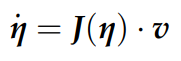 η̇ = J(η) · v